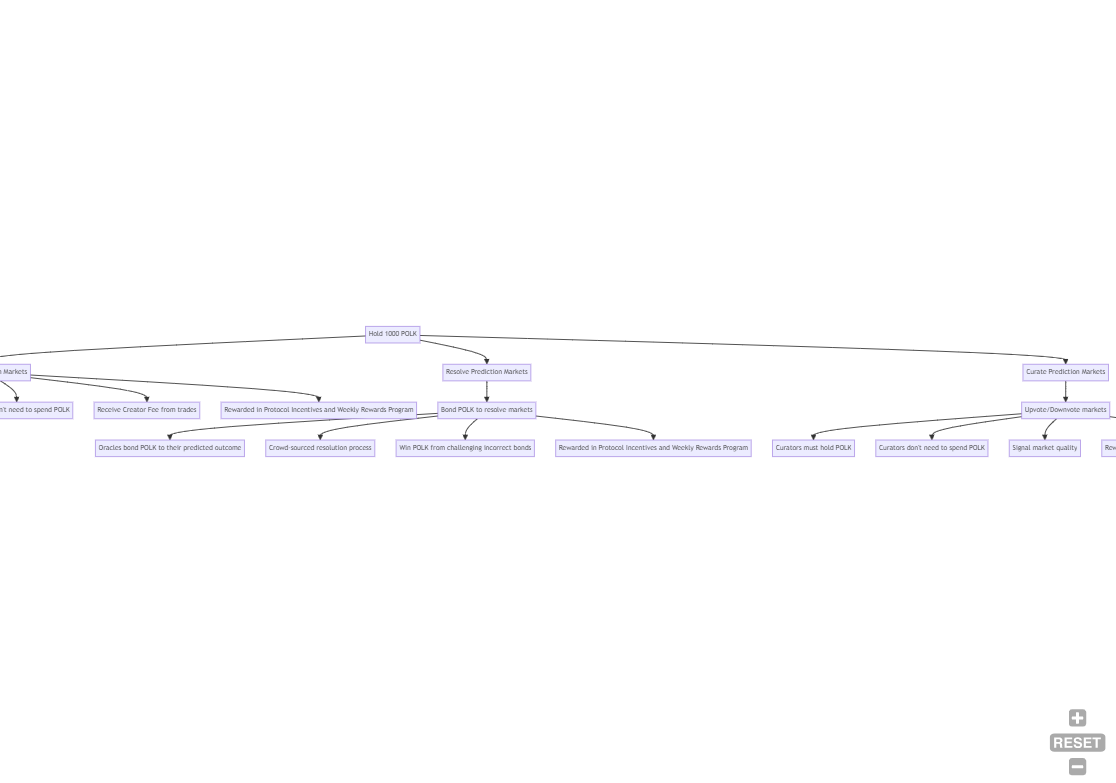 Hold 1000 POLK
n Markets
Resolve Prediction Markets
Curate Prediction Markets
n't need to spend POLK
Receive Creator Fee from trades
Rewarded in Protocol Incentives and Weekly Rewards Program
Bond POLK to resolve markets
Upvote/Downvote markets
Oracles bond POLK to their predicted outcome
Crowd-sourced resolution process
Win POLK from challenging incorrect bonds
Rewarded in Protocol Incentives and Weekly Rewards Program
Curators must hold POLK
Curators don't need to spend POLK
Signal market quality
Rew
RESET